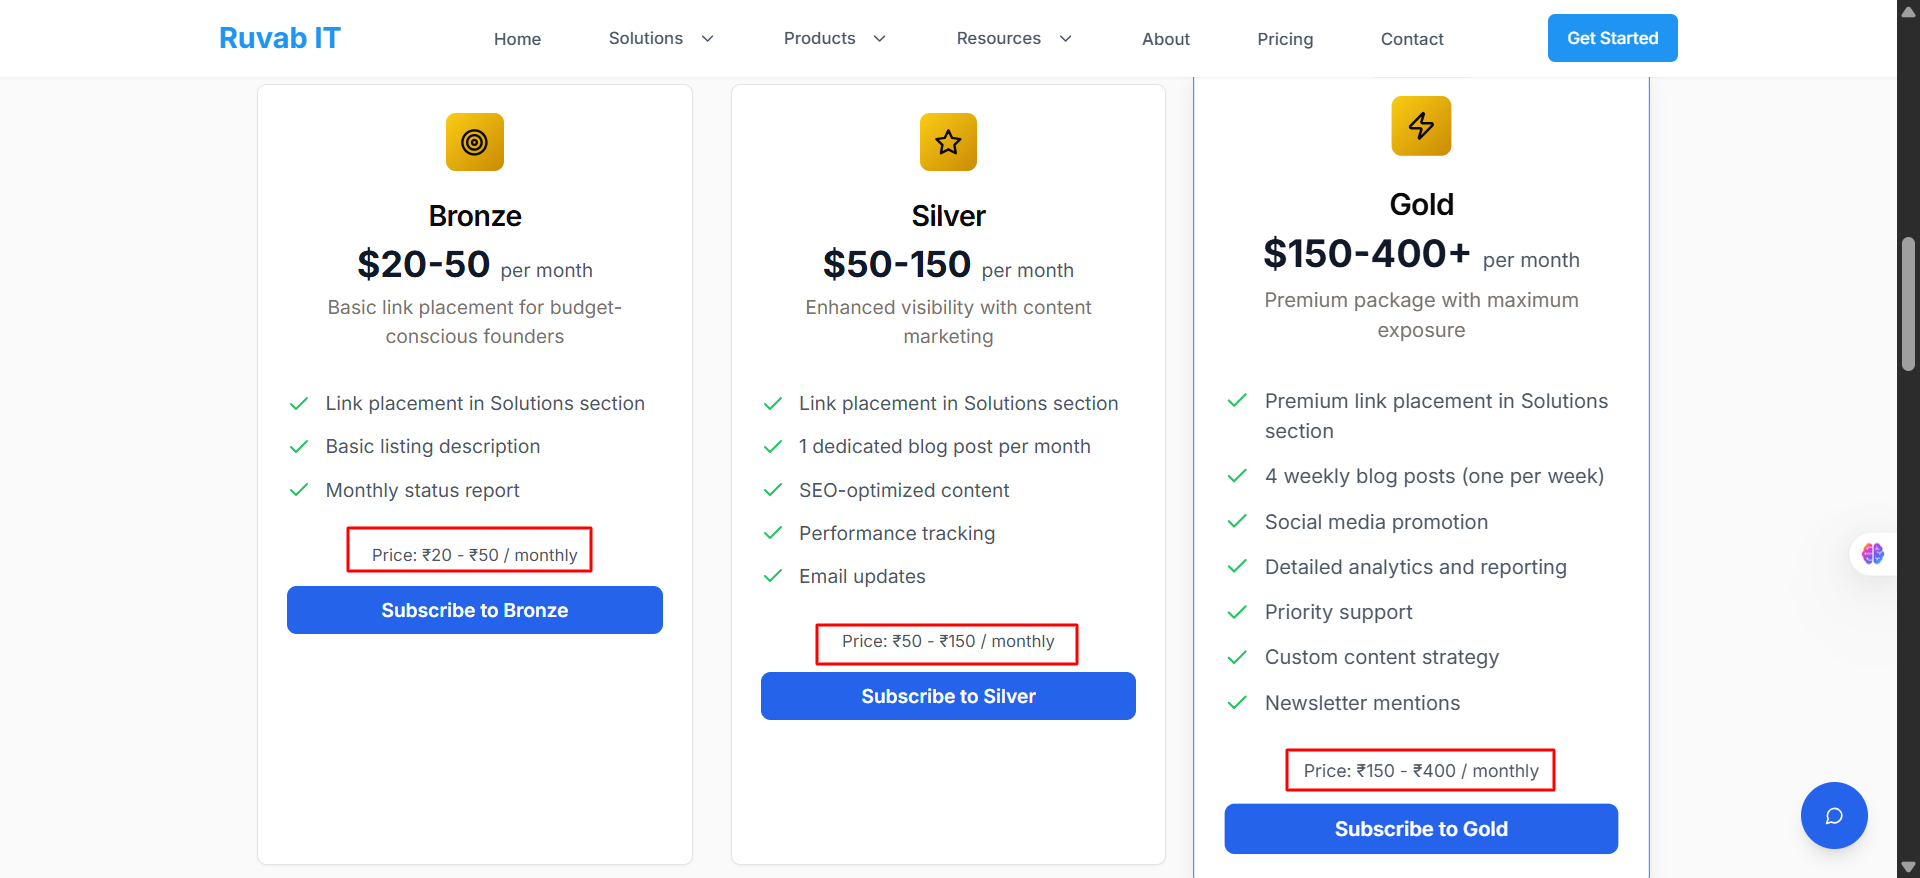 Ruvab IT
Home
Solutions
Products
Resources
About
Pricing
Contact
Get Started
Bronze
$20-50 per month
Basic link placement for budget-
conscious founders
Link placement in Solutions section
Basic listing description
Monthly status report
Price: ₹20 - ₹50 / monthly
Subscribe to Bronze
Silver
$50-150 per month
Enhanced visibility with content
marketing
Link placement in Solutions section
1 dedicated blog post per month
SEO-optimized content
Performance tracking
Email updates
Price: ₹50 - ₹150 / monthly
Subscribe to Silver
Gold
$150-400+ per month
Premium package with maximum
exposure
Premium link placement in Solutions
section
4 weekly blog posts (one per week)
Social media promotion
Detailed analytics and reporting
Priority support
Custom content strategy
Newsletter mentions
Price: ₹150 - ₹400 / monthly
Subscribe to Gold